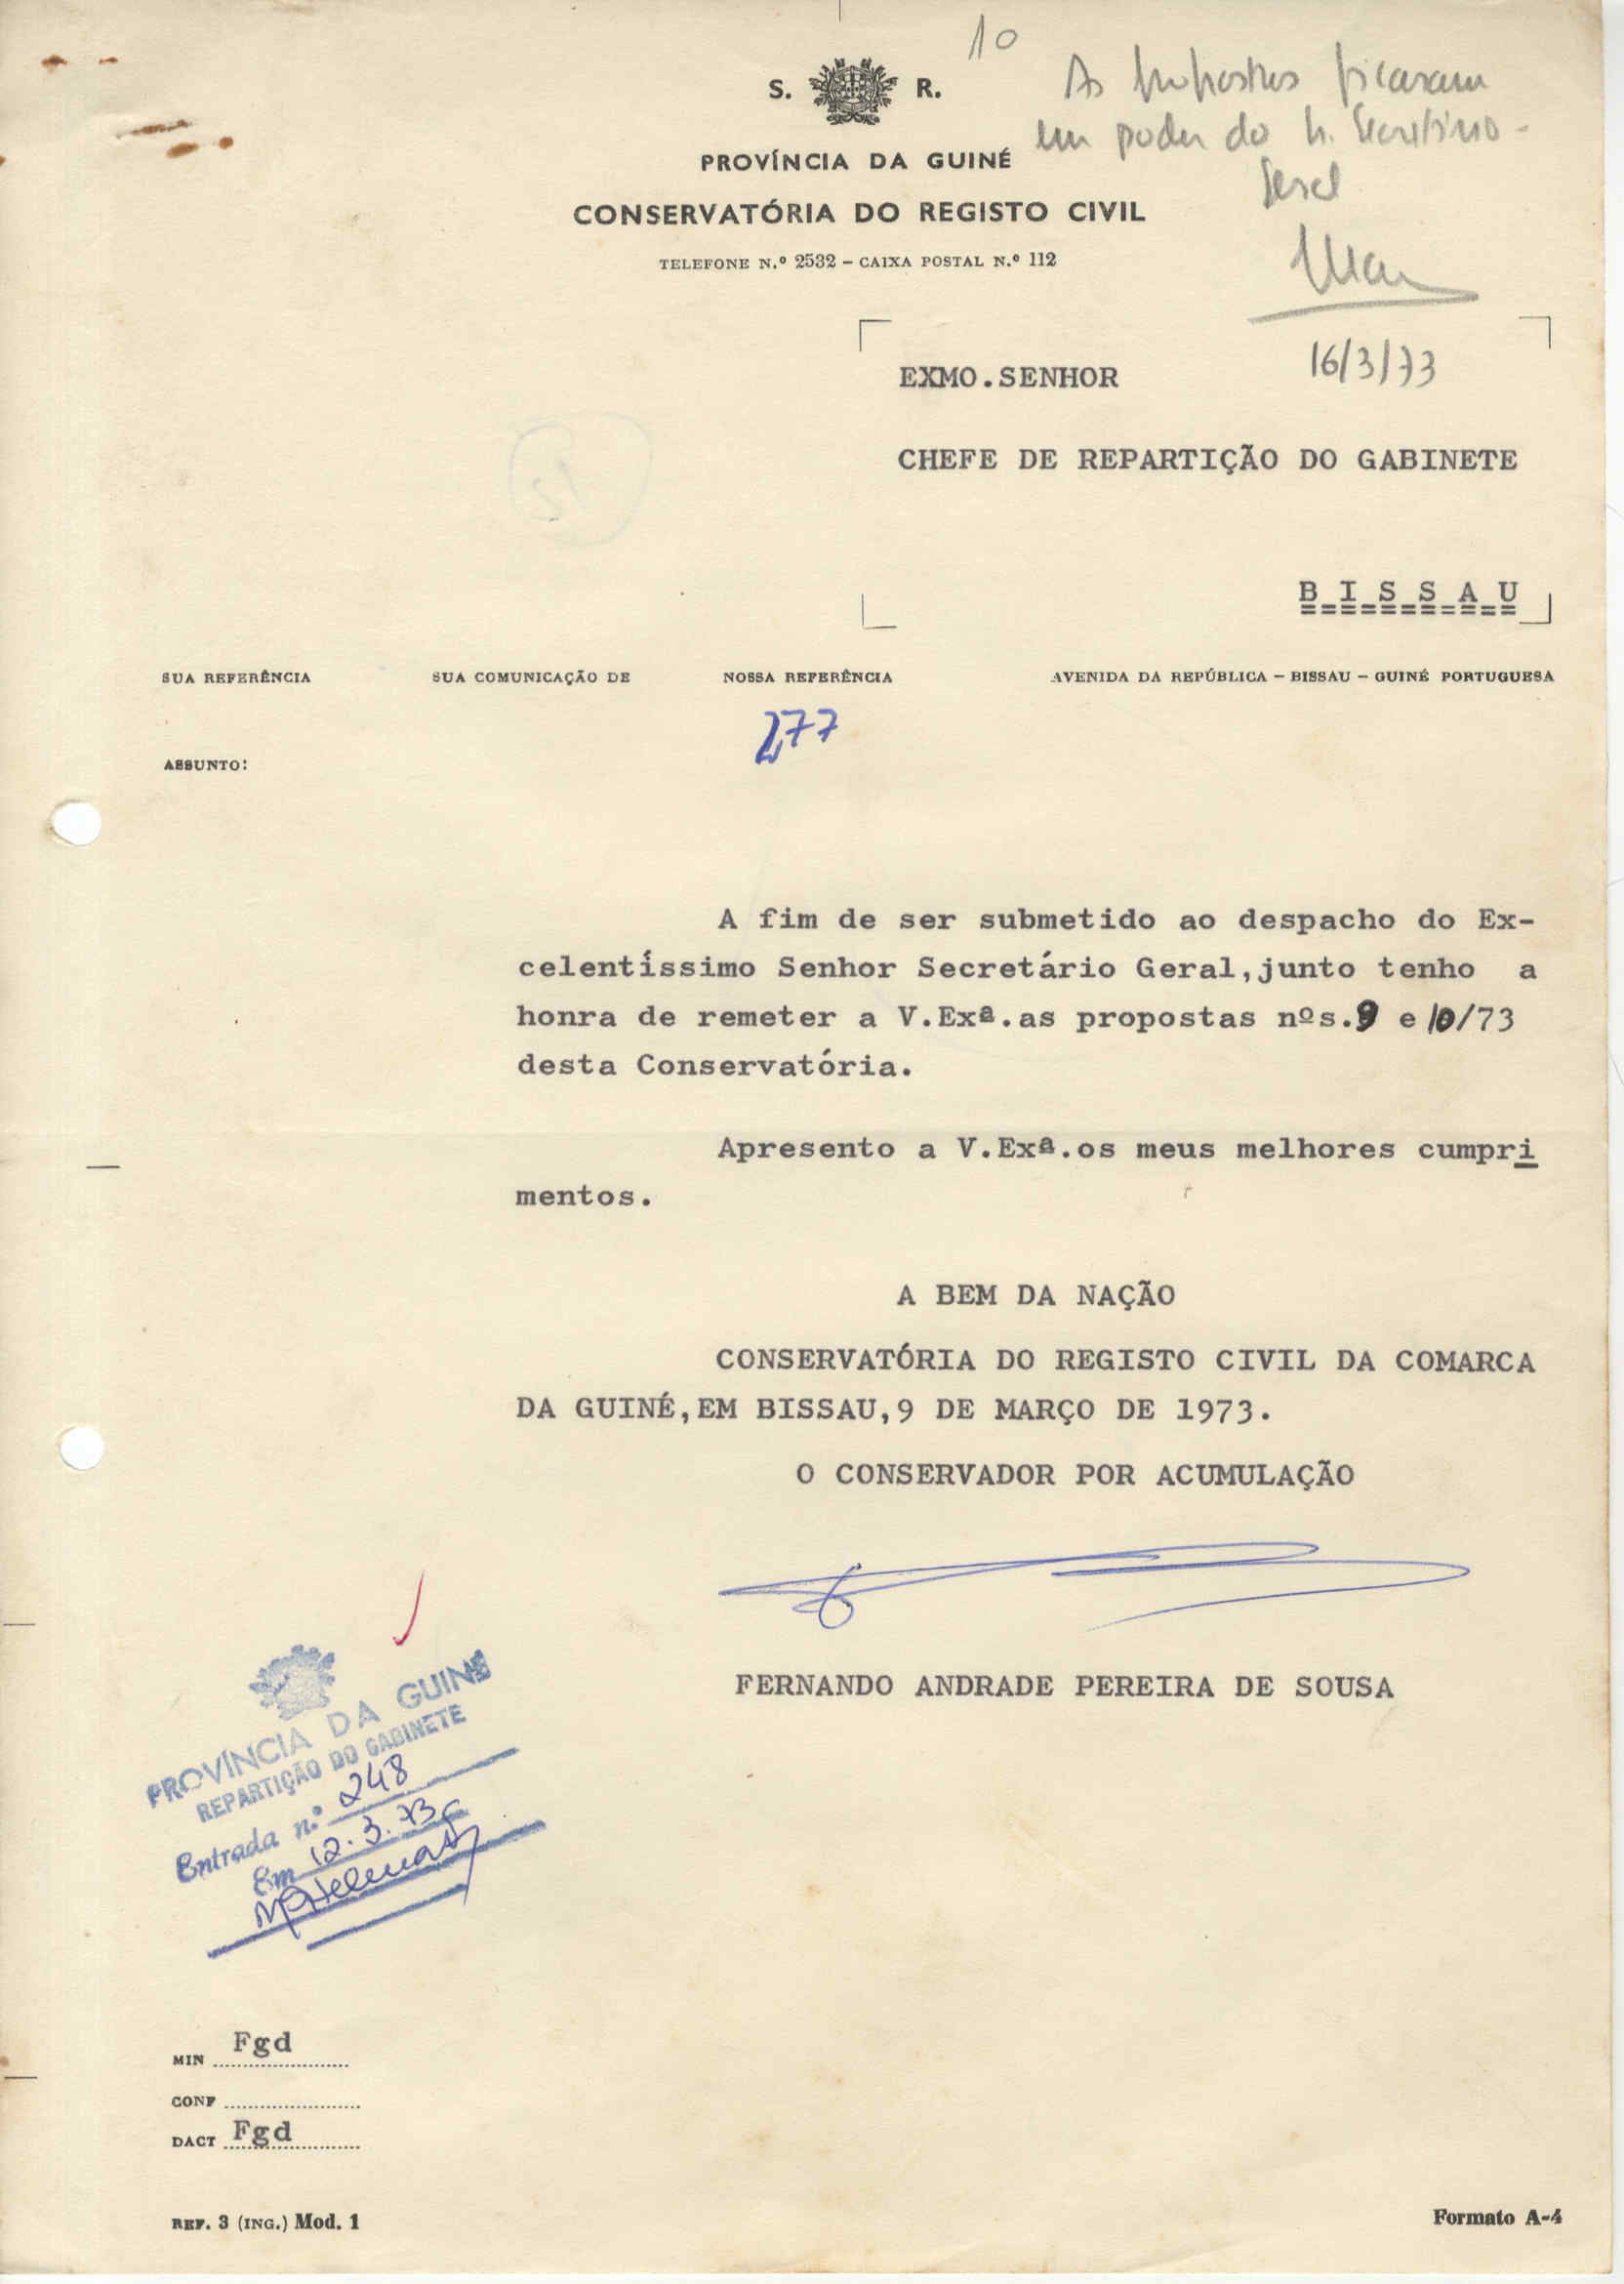 10
As propostas ficaram
em poder do Sr. Secretário-
Geral
16/3/73
S. R.
PROVÍNCIA DA GUINÉ
CONSERVATÓRIA DO REGISTO CIVIL
TELEFONE N.º 2532 – CAIXA POSTAL N.º 112
EXMO.SENHOR
CHEFE DE REPARTIÇÃO DO GABINETE
B I S S A U
SUA REFERÊNCIA SUA COMUNICAÇÃO DE NOSSA REFERÊNCIA AVENIDA DA REPÚBLICA – BISSAU – GUINÉ PORTUGUESA
277
ASSUNTO:
A fim de ser submetido ao despacho do Ex-
celentíssimo Senhor Secretário Geral,junto tenho a
honra de remeter a V.Exª.as propostas nºs.9 e 10/73
desta Conservatória.
Apresento a V.Exª.os meus melhores cumpri
mentos.
A BEM DA NAÇÃO
CONSERVATÓRIA DO REGISTO CIVIL DA COMARCA
DA GUINÉ,EM BISSAU,9 DE MARÇO DE 1973.
O CONSERVADOR POR ACUMULAÇÃO
FERNANDO ANDRADE PEREIRA DE SOUSA
PROVÍNCIA DA GUINÉ
REPARTIÇÃO DO GABINETE
Entrada n.º 248
Em 12.3.73
MIN Fgd
CONF
DACT Fgd
REF. 3 (ING.) Mod. 1
Formato A-4